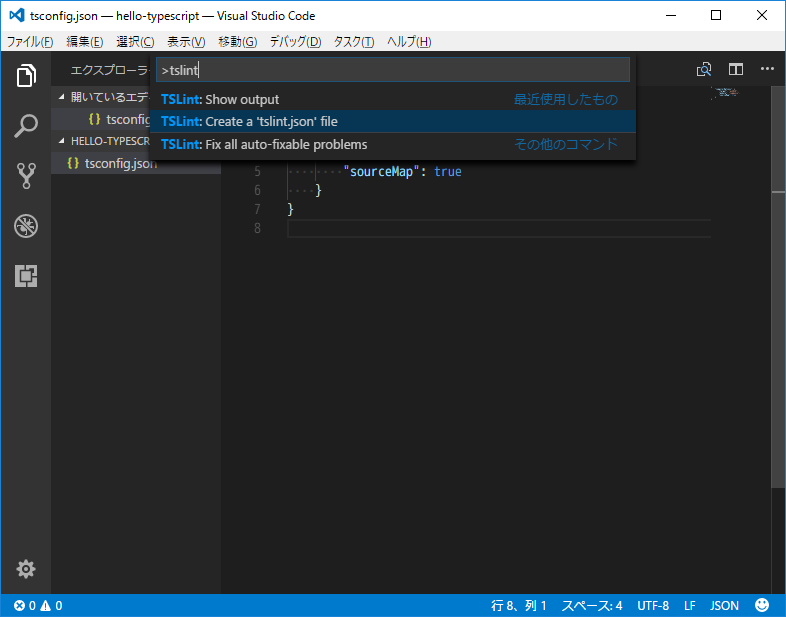 tsconfig.json — hello-typescript — Visual Studio Code
ファイル(F) 編集(E) 選択(C) 表示(V) 移動(G) デバッグ(D) タスク(T) ヘルプ(H)
エクスプローラ
>tslint
TSLint: Show output 最近使用したもの
TSLint: Create a 'tslint.json' file
TSLint: Fix all auto-fixable problems その他のコマンド
開いているエデ
{} tsconfig
HELLO-TYPESCR
{} tsconfig.json
5 "sourceMap": true
6 }
7 }
8
0 0 行 8、列 1 スペース: 4 UTF-8 LF JSON